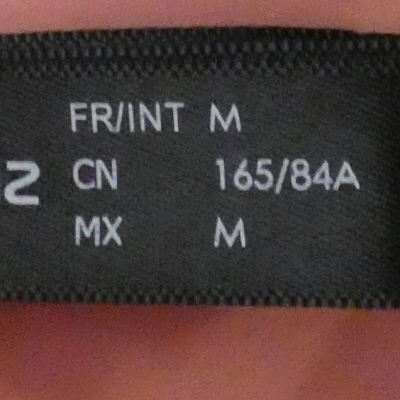 FR/INT M
CN 165/84A
MX M